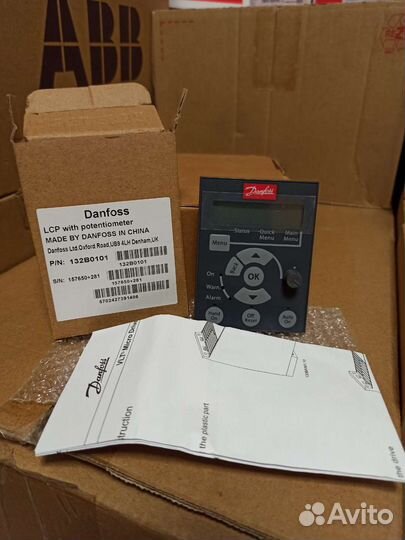 ABB
Danfoss
LCP with potentiometer
MADE BY DANFOSS IN CHINA
Danfoss Ltd,Oxford Road,UB9 4LH Denham,UK
P/N: 132B0101
132B0101
S/N: 157650+281
157650+281
5702427391408
Danfoss
Status Quick Menu Main Menu
Menu
Back
OK
On
Warn
Alarm
Hand On
Off Reset
Auto On
Danfoss
VLT® Micro Drive
struction
the plastic part
the drive
Avito